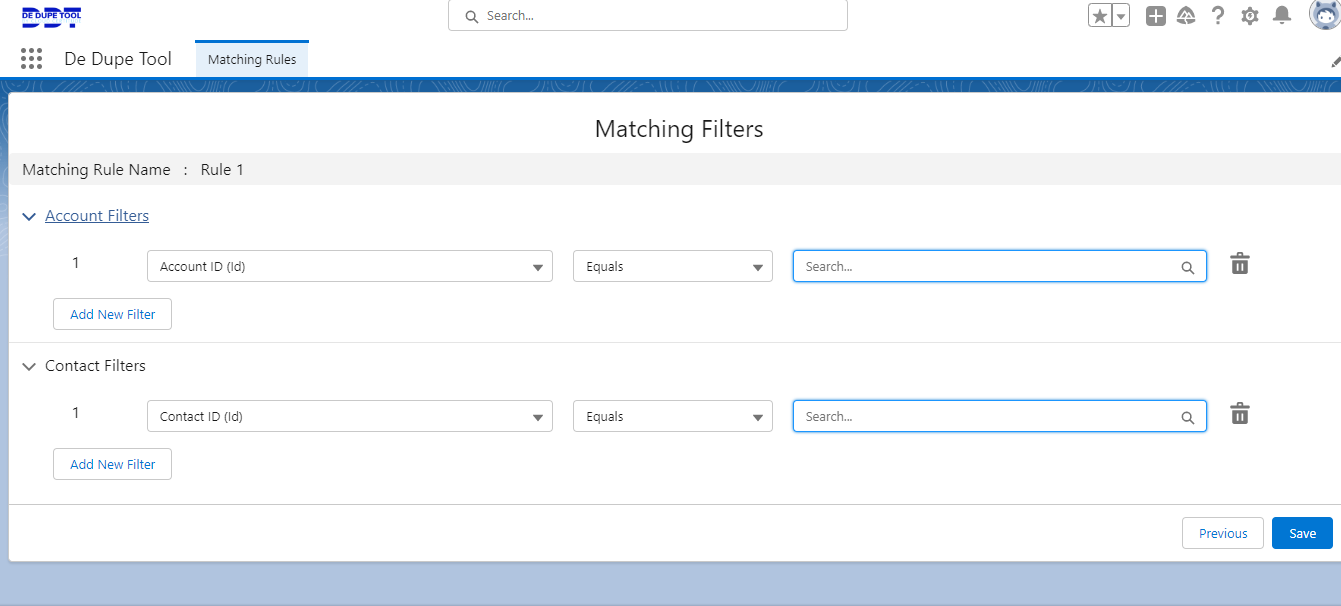 DE DUPE TOOL
DDT
Search...
De Dupe Tool
Matching Rules
Matching Filters
Matching Rule Name : Rule 1
Account Filters
1 Account ID (Id) Equals Search...
Add New Filter
Contact Filters
1 Contact ID (Id) Equals Search...
Add New Filter
Previous Save